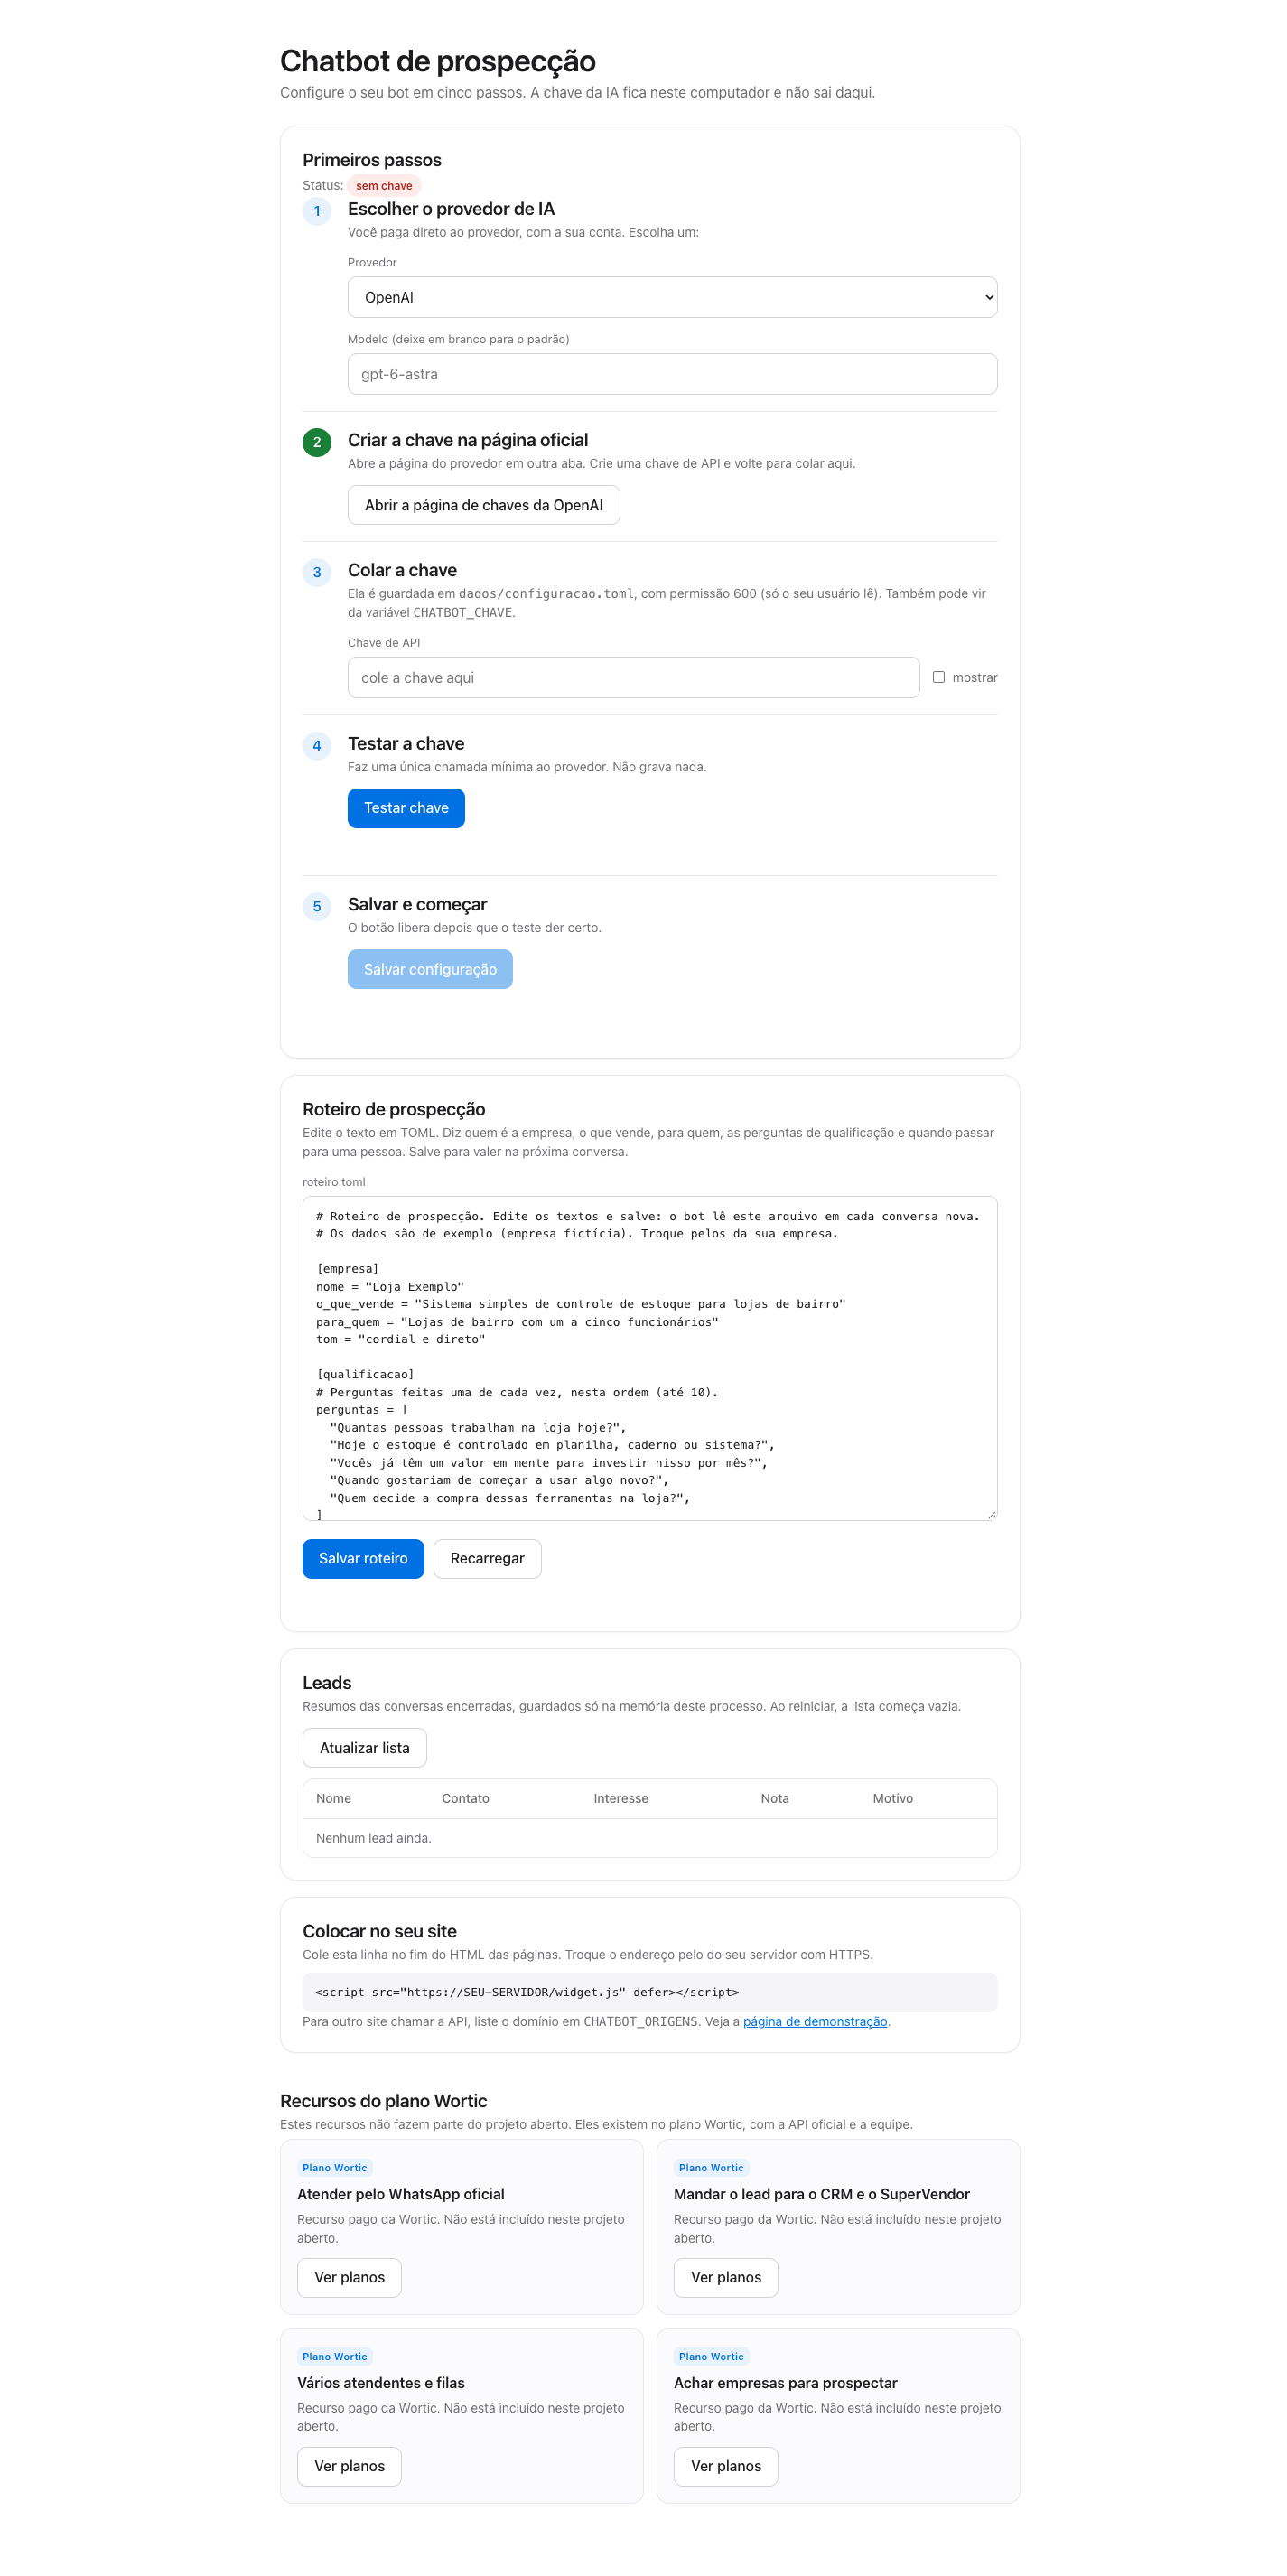 Chatbot de prospecção
Configure o seu bot em cinco passos. A chave da IA fica neste computador e não sai daqui.
Primeiros passos
Status: sem chave
1
Escolher o provedor de IA
Você paga direto ao provedor, com a sua conta. Escolha um:
Provedor
OpenAI
Modelo (deixe em branco para o padrão)
gpt-6-astra
2
Criar a chave na página oficial
Abre a página do provedor em outra aba. Crie uma chave de API e volte para colar aqui.
Abrir a página de chaves da OpenAI
3
Colar a chave
Ela é guardada em dados/configuracao.toml, com permissão 600 (só o seu usuário lê). Também pode vir
da variável CHATBOT_CHAVE.
Chave de API
cole a chave aqui
mostrar
4
Testar a chave
Faz uma única chamada mínima ao provedor. Não grava nada.
Testar chave
5
Salvar e começar
O botão libera depois que o teste der certo.
Salvar configuração
Roteiro de prospecção
Edite o texto em TOML. Diz quem é a empresa, o que vende, para quem, as perguntas de qualificação e quando passar
para uma pessoa. Salve para valer na próxima conversa.
roteiro.toml
# Roteiro de prospecção. Edite os textos e salve: o bot lê este arquivo em cada conversa nova.
# Os dados são de exemplo (empresa fictícia). Troque pelos da sua empresa.
[empresa]
nome = "Loja Exemplo"
o_que_vende = "Sistema simples de controle de estoque para lojas de bairro"
para_quem = "Lojas de bairro com um a cinco funcionários"
tom = "cordial e direto"
[qualificacao]
# Perguntas feitas uma de cada vez, nesta ordem (até 10).
perguntas = [
"Quantas pessoas trabalham na loja hoje?",
"Hoje o estoque é controlado em planilha, caderno ou sistema?",
"Vocês já têm um valor em mente para investir nisso por mês?",
"Quando gostariam de começar a usar algo novo?",
"Quem decide a compra dessas ferramentas na loja?",
]
Salvar roteiro
Recarregar
Leads
Resumos das conversas encerradas, guardados só na memória deste processo. Ao reiniciar, a lista começa vazia.
Atualizar lista
Nome Contato Interesse Nota Motivo
Nenhum lead ainda.
Colocar no seu site
Cole esta linha no fim do HTML das páginas. Troque o endereço pelo do seu servidor com HTTPS.
<script src="https://SEU-SERVIDOR/widget.js" defer></script>
Para outro site chamar a API, liste o domínio em CHATBOT_ORIGENS. Veja a página de demonstração.
Recursos do plano Wortic
Estes recursos não fazem parte do projeto aberto. Eles existem no plano Wortic, com a API oficial e a equipe.
Plano Wortic
Atender pelo WhatsApp oficial
Recurso pago da Wortic. Não está incluído neste projeto
aberto.
Ver planos
Plano Wortic
Mandar o lead para o CRM e o SuperVendor
Recurso pago da Wortic. Não está incluído neste projeto
aberto.
Ver planos
Plano Wortic
Vários atendentes e filas
Recurso pago da Wortic. Não está incluído neste projeto
aberto.
Ver planos
Plano Wortic
Achar empresas para prospectar
Recurso pago da Wortic. Não está incluído neste projeto
aberto.
Ver planos